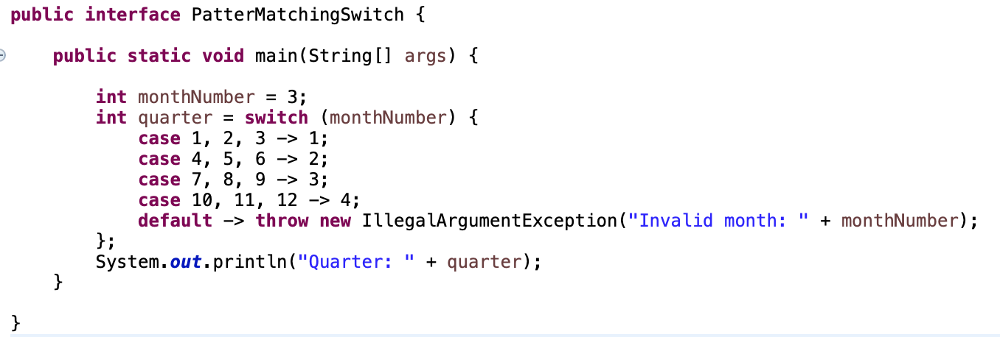 public interface PatterMatchingSwitch {
public static void main(String[] args) {
int monthNumber = 3;
int quarter = switch (monthNumber) {
case 1, 2, 3 -> 1;
case 4, 5, 6 -> 2;
case 7, 8, 9 -> 3;
case 10, 11, 12 -> 4;
default -> throw new IllegalArgumentException("Invalid month: " + monthNumber);
};
System.out.println("Quarter: " + quarter);
}
}